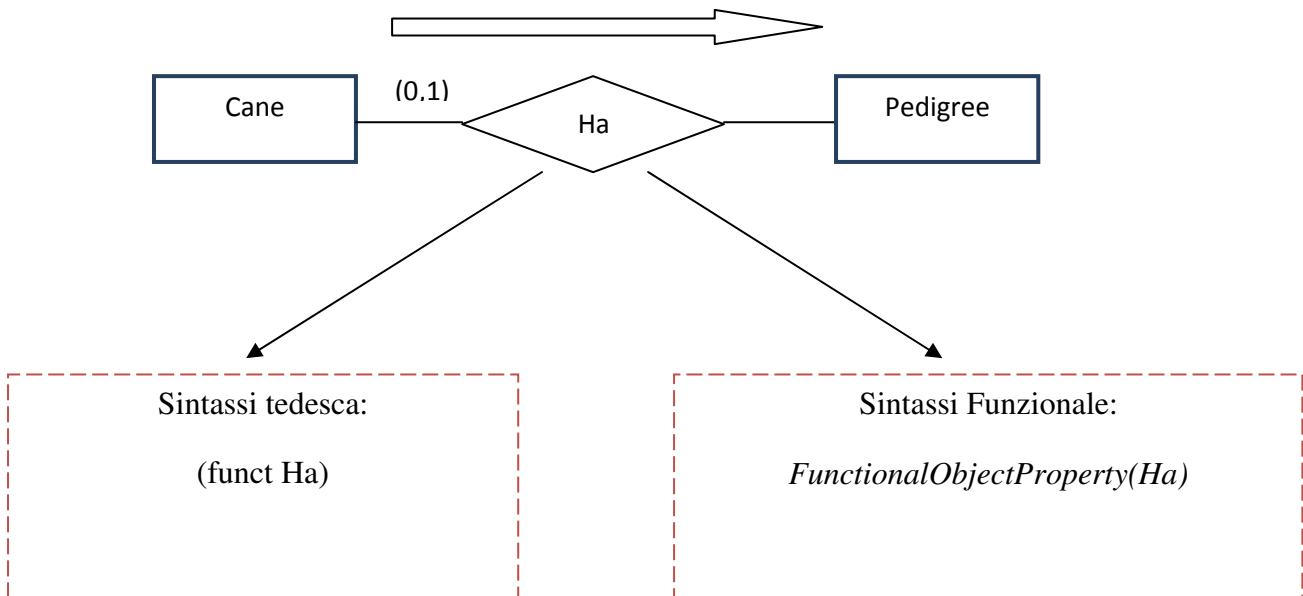 Cane
(0,1)
Ha
Pedigree
Sintassi tedesca:
(funct Ha)
Sintassi Funzionale:
FunctionalObjectProperty(Ha)